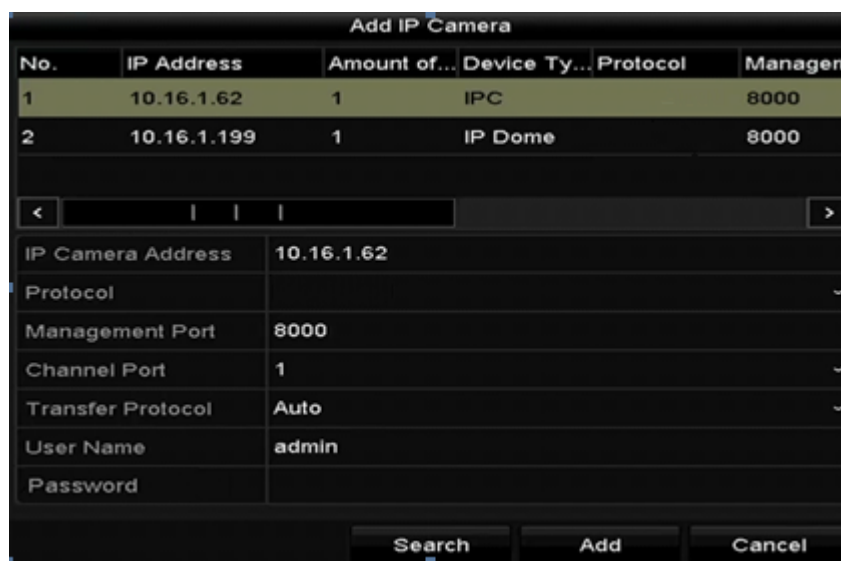 Add IP Camera
No. IP Address Amount of... Device Ty... Protocol Managen
1 10.16.1.62 1 IPC 8000
2 10.16.1.199 1 IP Dome 8000
IP Camera Address 10.16.1.62
Protocol
Management Port 8000
Channel Port 1
Transfer Protocol Auto
User Name admin
Password
Search Add Cancel